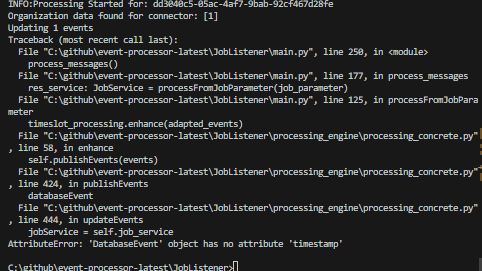 INFO:Processing Started for: dd3040c5-05ac-4af7-9bab-92cf467d28fe
Organization data found for connector: [1]
Updating 1 events
Traceback (most recent call last):
  File "C:\github\event-processor-latest\JobListener\main.py", line 250, in <module>
    process_messages()
  File "C:\github\event-processor-latest\JobListener\main.py", line 177, in process_messages
    res_service: JobService = processFromJobParameter(job_parameter)
  File "C:\github\event-processor-latest\JobListener\main.py", line 125, in processFromJobPara
meter
    timeslot_processing.enhance(adapted_events)
  File "C:\github\event-processor-latest\JobListener\processing_engine\processing_concrete.py"
, line 58, in enhance
    self.publishEvents(events)
  File "C:\github\event-processor-latest\JobListener\processing_engine\processing_concrete.py"
, line 424, in publishEvents
    databaseEvent
  File "C:\github\event-processor-latest\JobListener\processing_engine\processing_concrete.py"
, line 444, in updateEvents
    jobService = self.job_service
AttributeError: 'DatabaseEvent' object has no attribute 'timestamp'
C:\github\event-processor-latest\JobListener>